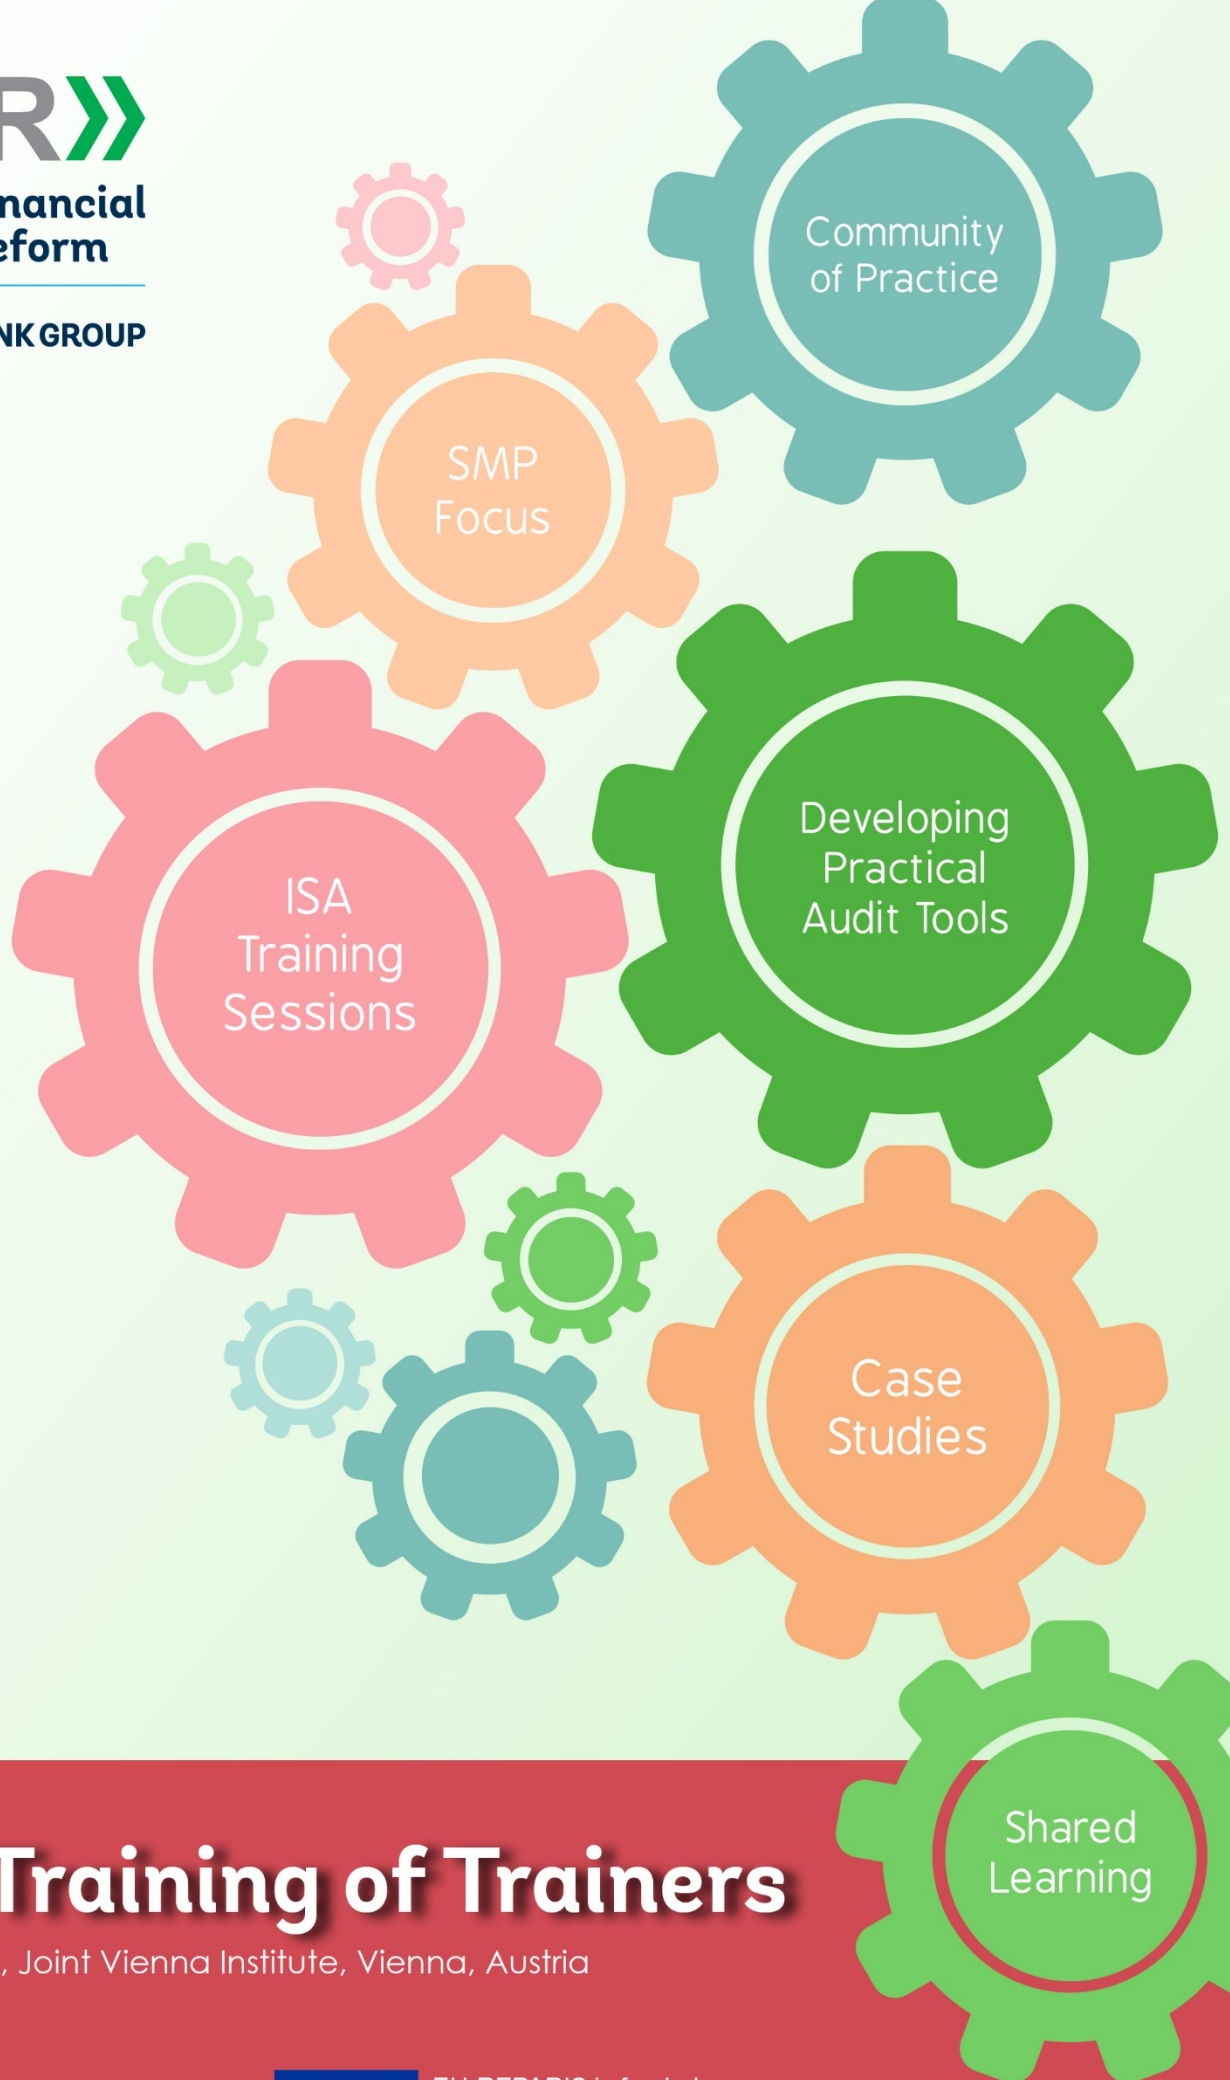 R
nancial
eform
NK GROUP
Community
of Practice
SMP
Focus
Developing
Practical
Audit Tools
ISA
Training
Sessions
Case
Studies
Shared
Learning
Training of Trainers
, Joint Vienna Institute, Vienna, Austria